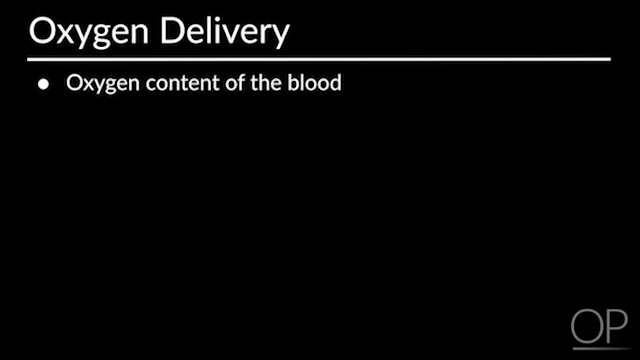 Oxygen Delivery
● Oxygen content of the blood
OP